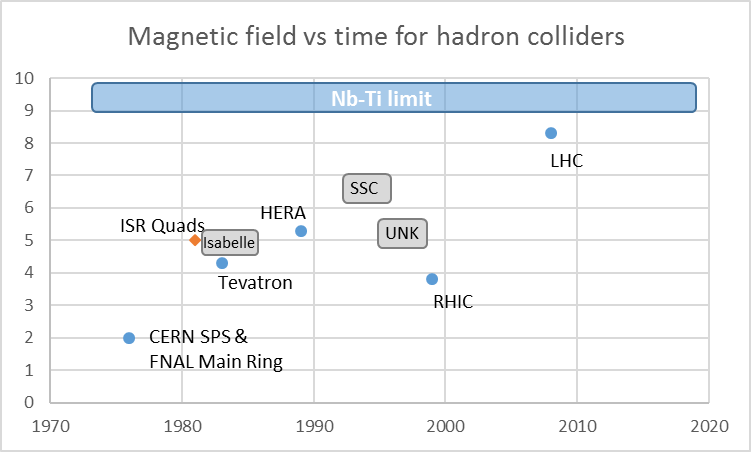 Magnetic field vs time for hadron colliders
10
9
8
7
6
5
4
3
2
1
0
Nb-Ti limit
LHC
SSC
HERA
ISR Quads
Isabelle
UNK
Tevatron
RHIC
CERN SPS &
FNAL Main Ring
1970
1980
1990
2000
2010
2020